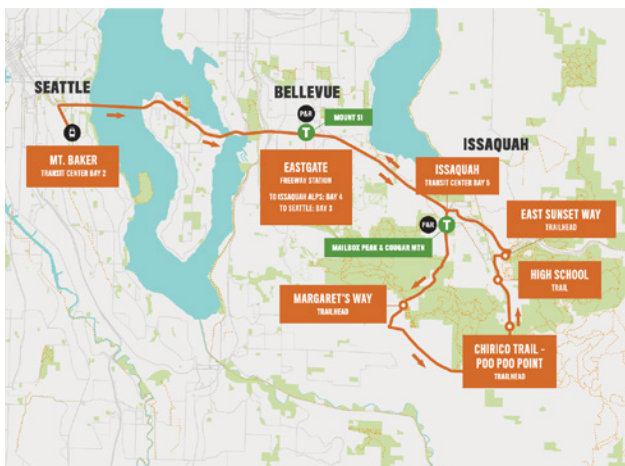 SEATTLE
MT. BAKER
TRANSIT CENTER BAY 2
BELLEVUE
P&R
T
MOUNT SI
EASTGATE
FREEWAY STATION
TO ISSAQUAH ALPS: BAY 4
TO SEATTLE: BAY 3
ISSAQUAH
ISSAQUAH
TRANSIT CENTER BAY 5
P&R
T
MAILBOX PEAK & COUGAR MTN
EAST SUNSET WAY
TRAILHEAD
HIGH SCHOOL
TRAIL
MARGARET'S WAY
TRAILHEAD
CHIRICO TRAIL -
POO POO POINT
TRAILHEAD